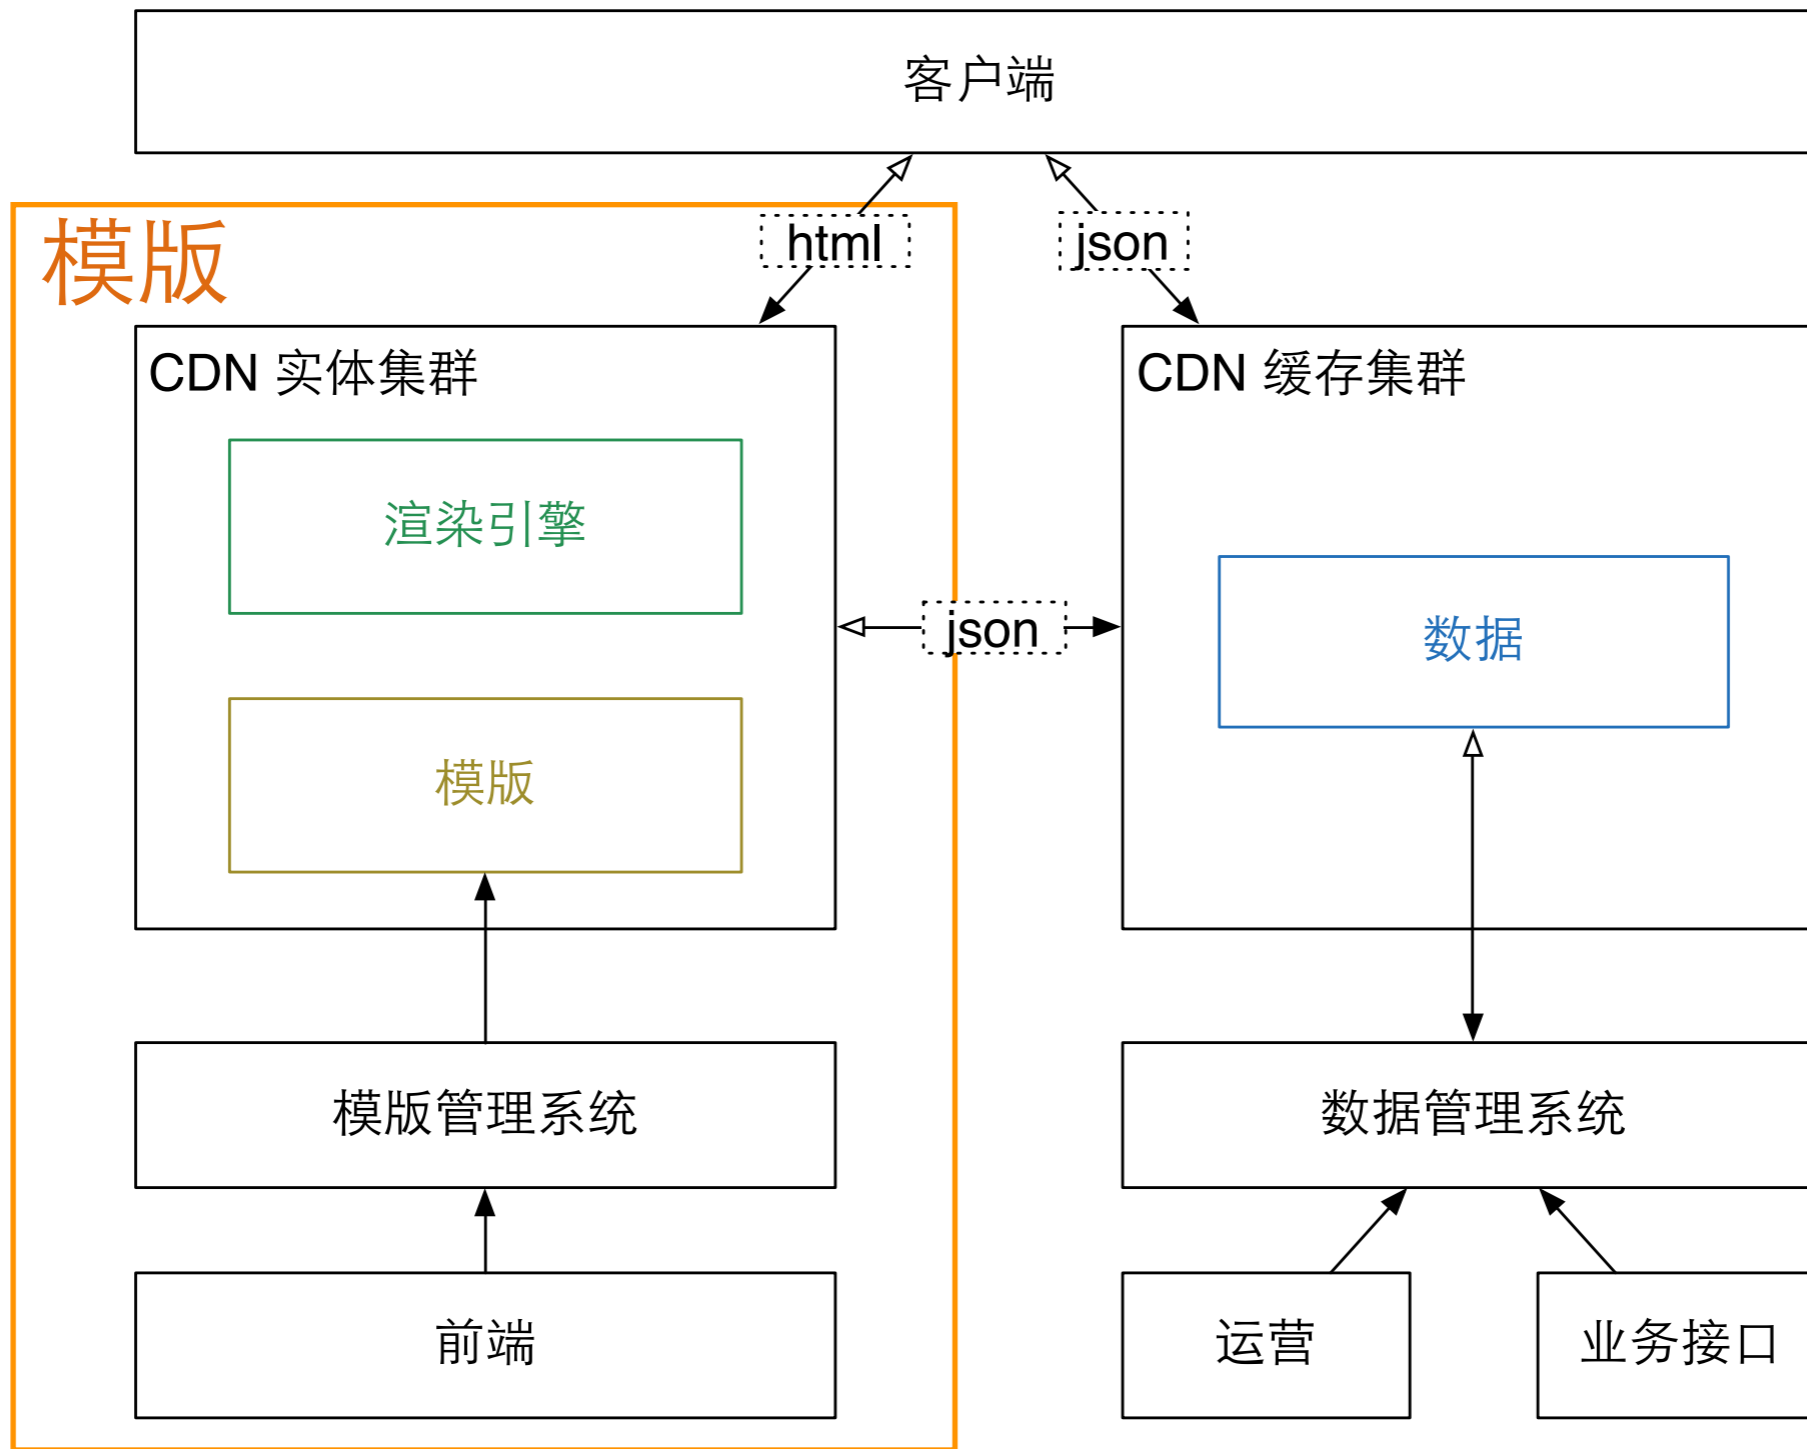 客户端
模版
html
json
CDN 实体集群
CDN 缓存集群
渲染引擎
json
数据
模版
模版管理系统
数据管理系统
前端
运营
业务接口